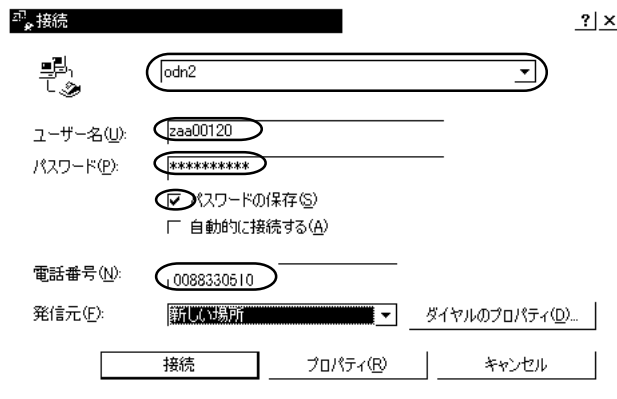 接続 ? ×
odn2
ユーザー名(U): zaa00120
パスワード(P): **********
パスワードの保存(S)
自動的に接続する(A)
電話番号(N): 0088330510
発信元(F): 新しい場所 ダイヤルのプロパティ(D)...
接続 プロパティ(R) キャンセル